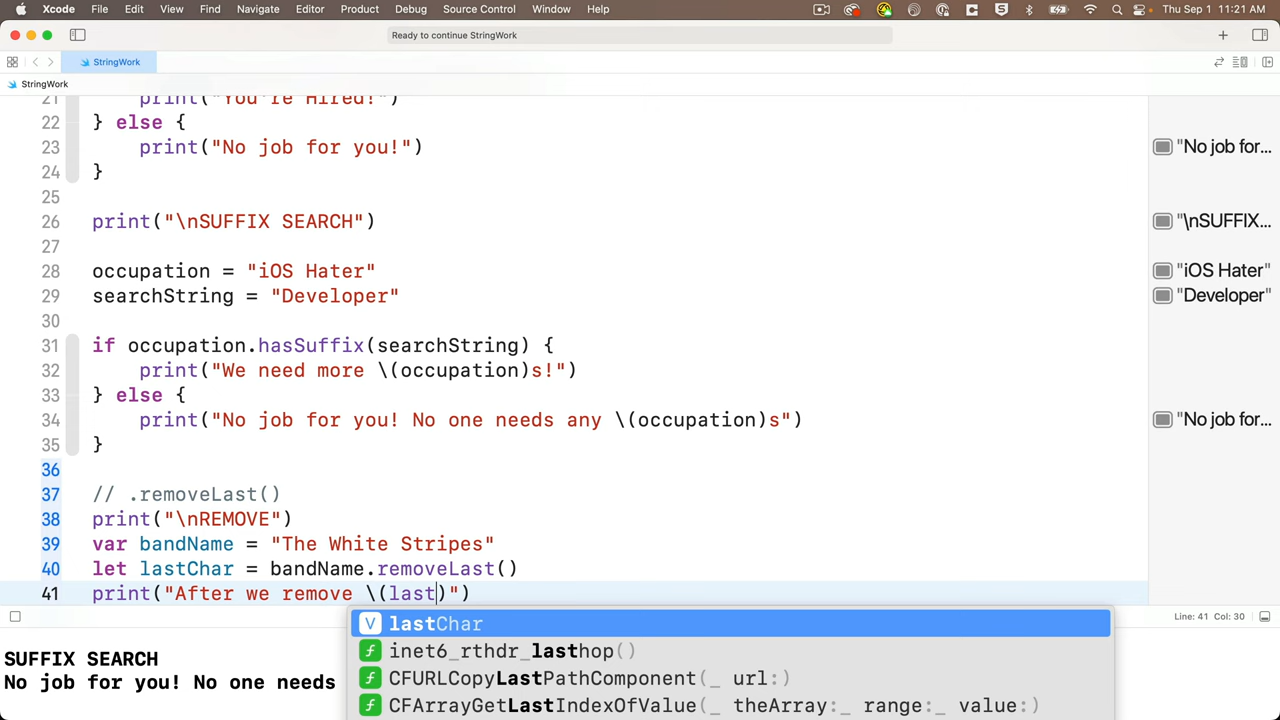 Xcode File Edit View Find Navigate Editor Product Debug Source Control Window Help Thu Sep 1 11:21 AM
Ready to continue StringWork
StringWork
StringWork
21 print("You're Hired!")
22 } else {
23 print("No job for you!") "No job for...
24 }
25
26 print("\nSUFFIX SEARCH") "\nSUFFIX...
27
28 occupation = "iOS Hater" "iOS Hater"
29 searchString = "Developer" "Developer"
30
31 if occupation.hasSuffix(searchString) {
32 print("We need more \(occupation)s!")
33 } else {
34 print("No job for you! No one needs any \(occupation)s") "No job for...
35 }
36
37 // .removeLast()
38 print("\nREMOVE")
39 var bandName = "The White Stripes"
40 let lastChar = bandName.removeLast()
41 print("After we remove \(last)")
Line: 41 Col: 30
V lastChar
f inet6_rthdr_lasthop()
f CFURLCopyLastPathComponent(_ url:)
f CFArrayGetLastIndexOfValue(_ theArray:_ range:_ value:)
SUFFIX SEARCH
No job for you! No one needs